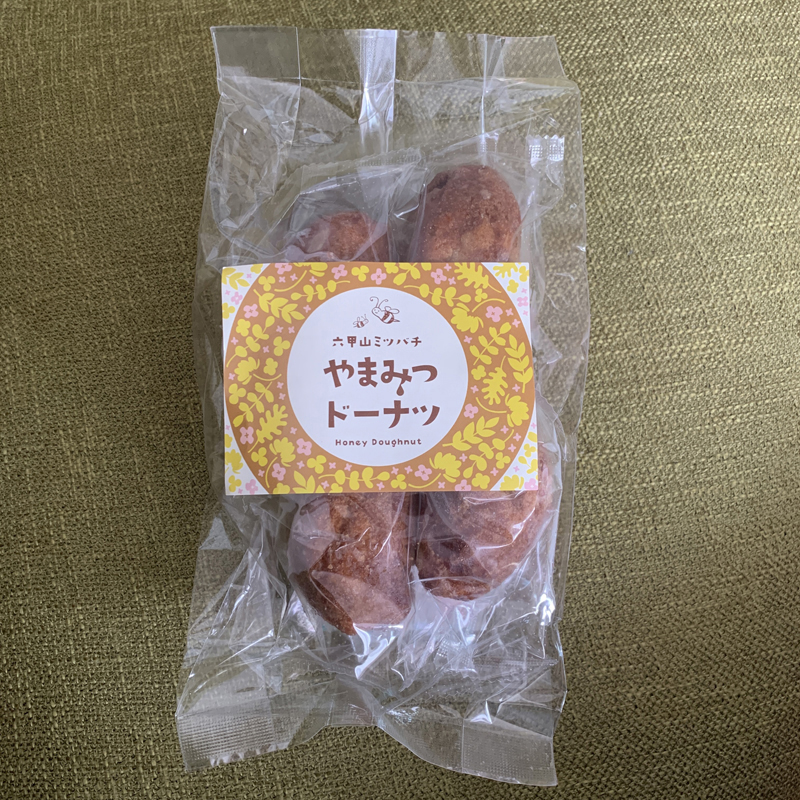 六甲山ミツバチ
やまみつ
ドーナツ
Honey Doughnut